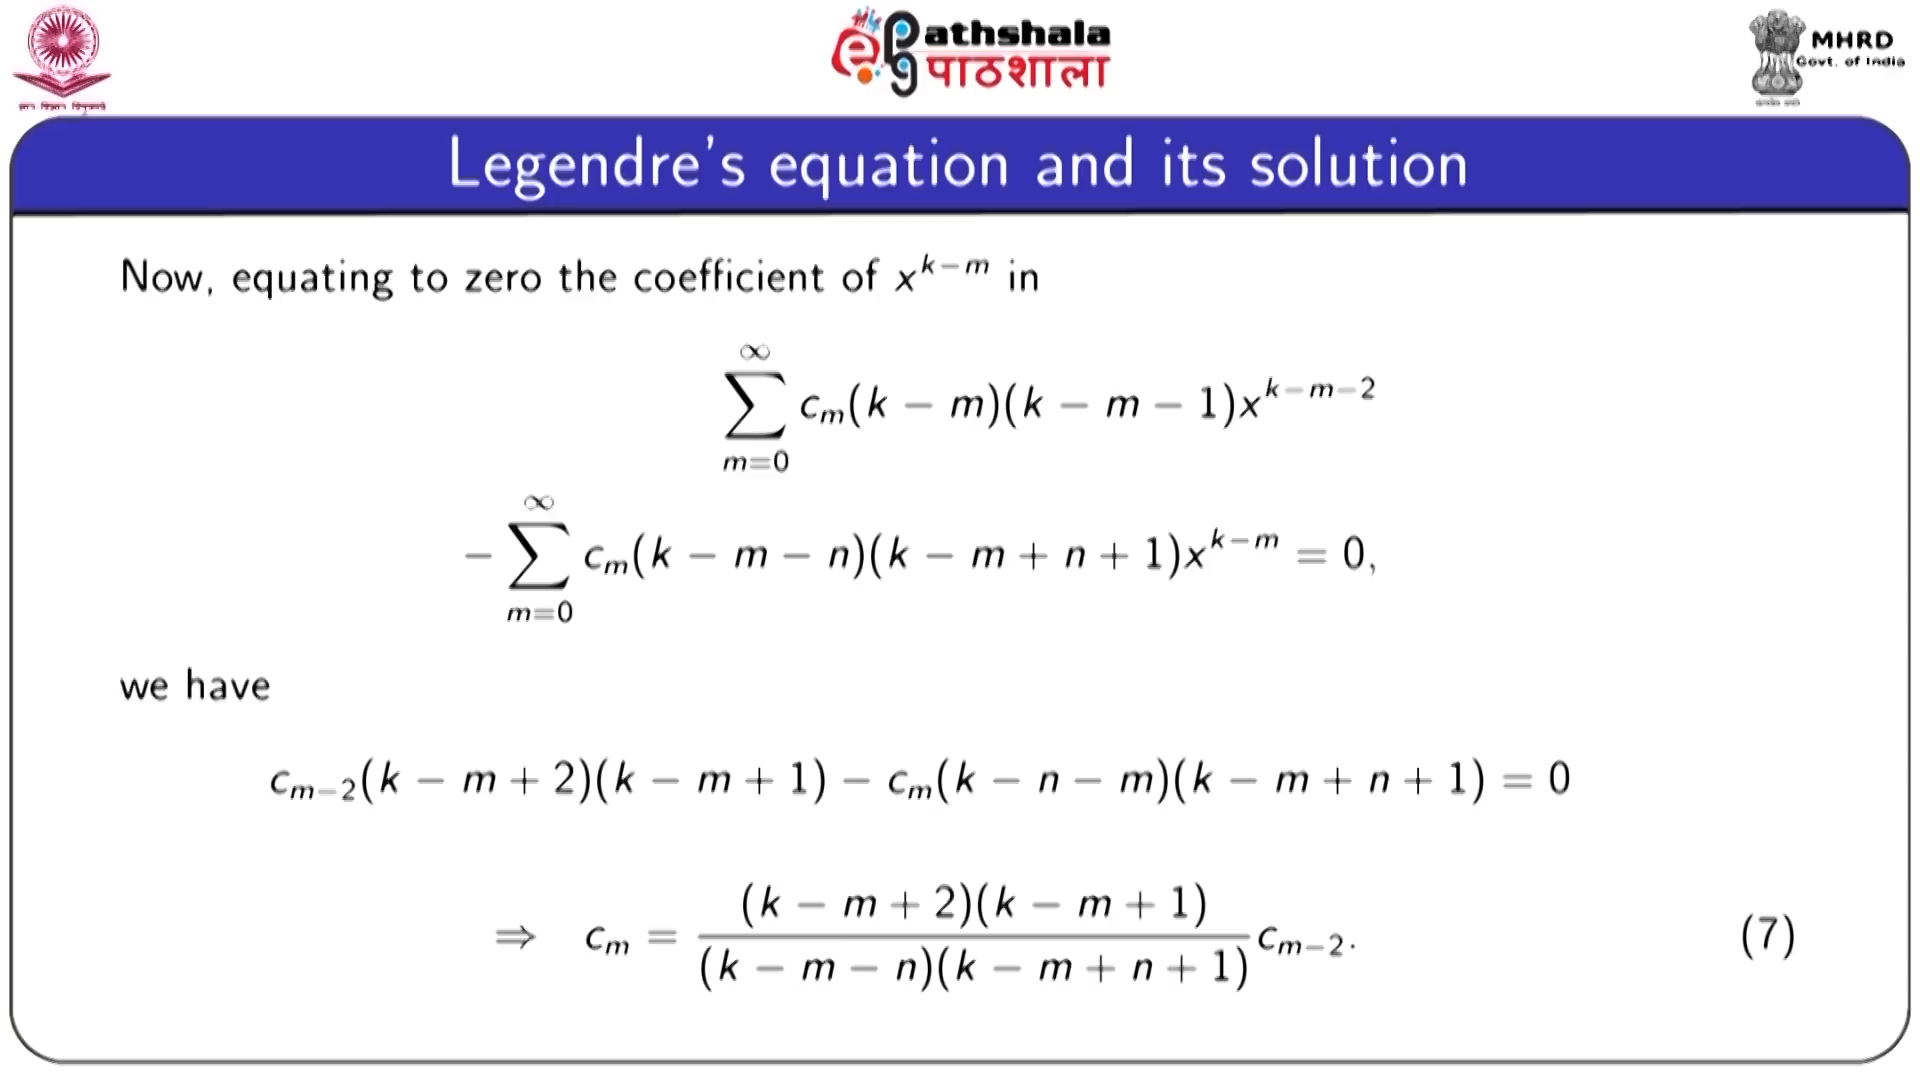 athshala
पाठशाला
MHRD
Govt. of India
Legendre's equation and its solution
Now, equating to zero the coefficient of x^{k−m} in
∑_{m=0}^{∞} c_m(k − m)(k − m − 1)x^{k−m−2}
− ∑_{m=0}^{∞} c_m(k − m − n)(k − m + n + 1)x^{k−m} = 0,
we have
c_{m−2}(k − m + 2)(k − m + 1) − c_m(k − n − m)(k − m + n + 1) = 0
⇒ c_m = \frac{(k − m + 2)(k − m + 1)}{(k − m − n)(k − m + n + 1)} c_{m−2}. (7)